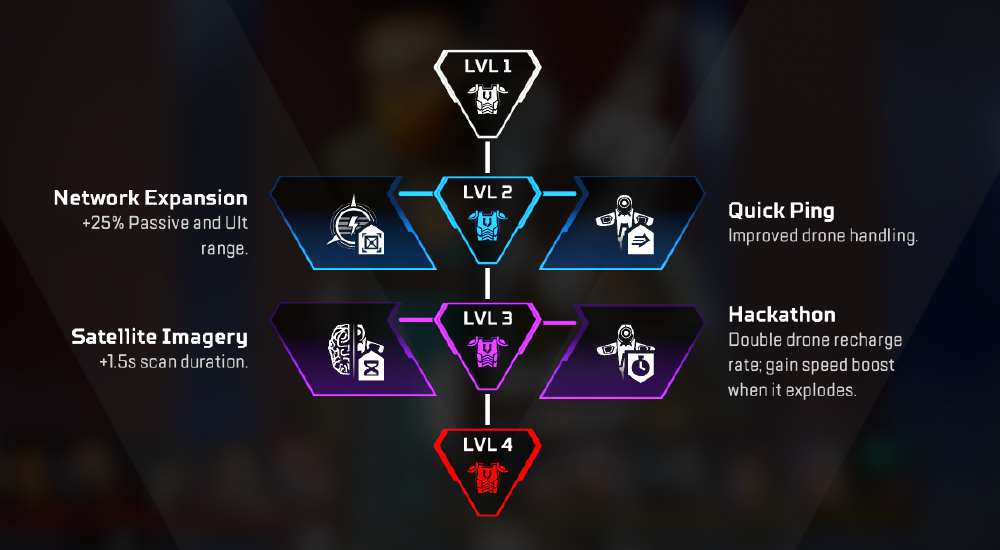 LVL 1
LVL 2
Network Expansion
+25% Passive and Ult
range.
Quick Ping
Improved drone handling.
LVL 3
Satellite Imagery
+1.5s scan duration.
Hackathon
Double drone recharge
rate; gain speed boost
when it explodes.
LVL 4